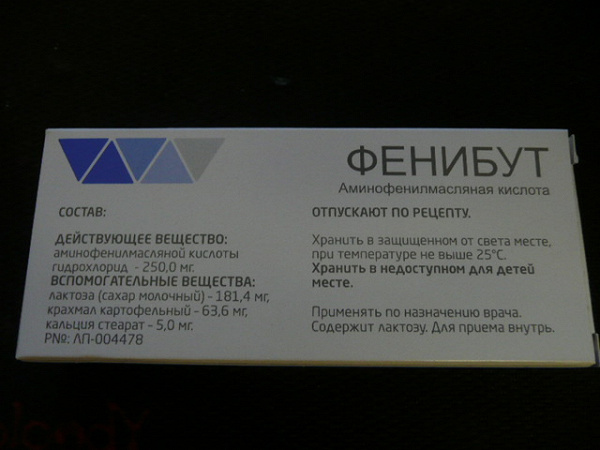 ФЕНИБУТ
Аминофенилмасляная кислота
СОСТАВ:
ДЕЙСТВУЮЩЕЕ ВЕЩЕСТВО:
аминофенилмасляной кислоты
гидрохлорид - 250,0 мг.
ВСПОМОГАТЕЛЬНЫЕ ВЕЩЕСТВА:
лактоза (сахар молочный) - 181,4 мг,
крахмал картофельный - 63,6 мг,
кальция стеарат - 5,0 мг.
РN№: ЛП-004478
ОТПУСКАЮТ ПО РЕЦЕПТУ.
Хранить в защищенном от света месте,
при температуре не выше 25°С.
Хранить в недоступном для детей
месте.
Применять по назначению врача.
Содержит лактозу. Для приема внутрь.